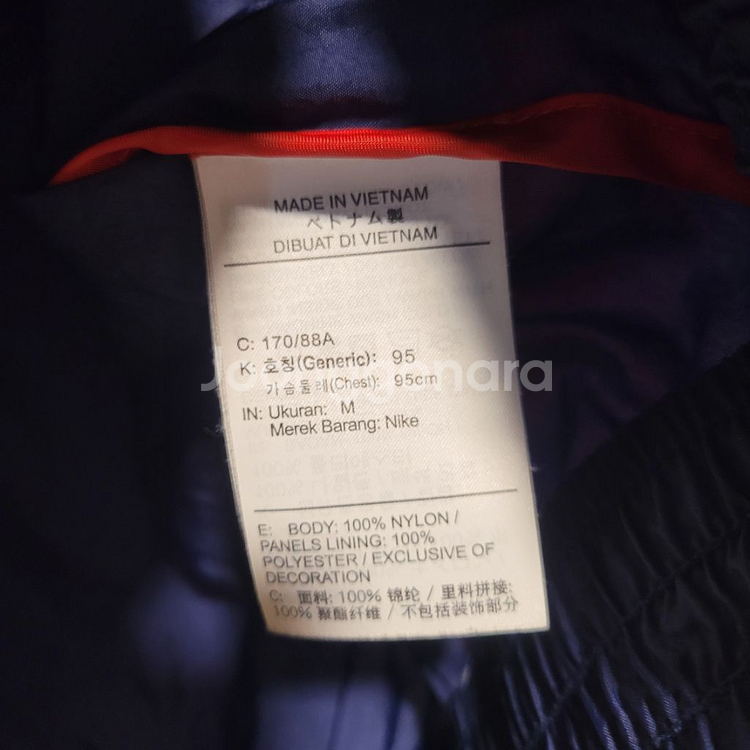 MADE IN VIETNAM
ベトナム製
DIBUAT DI VIETNAM
C: 170/88A
K: 호칭(Generic): 95
가슴둘레(Chest): 95cm
Joonggonara
IN: Ukuran: M
Merek Barang: Nike
E: BODY: 100% NYLON /
PANELS LINING: 100%
POLYESTER / EXCLUSIVE OF
DECORATION
C: 面料: 100% 锦纶 / 里料拼接:
100% 聚酯纤维 / 不包括装饰部分